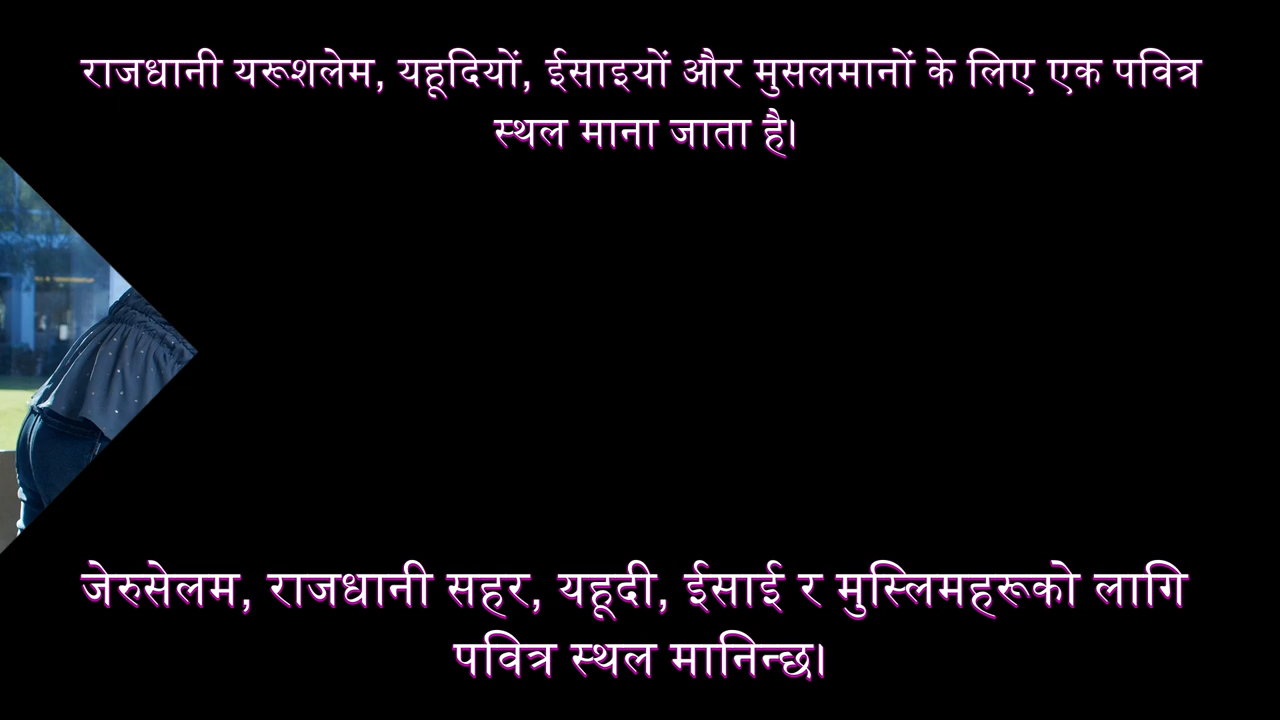 राजधानी यरूशलेम, यहूदियों, ईसाइयों और मुसलमानों के लिए एक पवित्र
स्थल माना जाता है।
जेरुसेलम, राजधानी सहर, यहूदी, ईसाई र मुस्लिमहरूको लागि
पवित्र स्थल मानिन्छ।